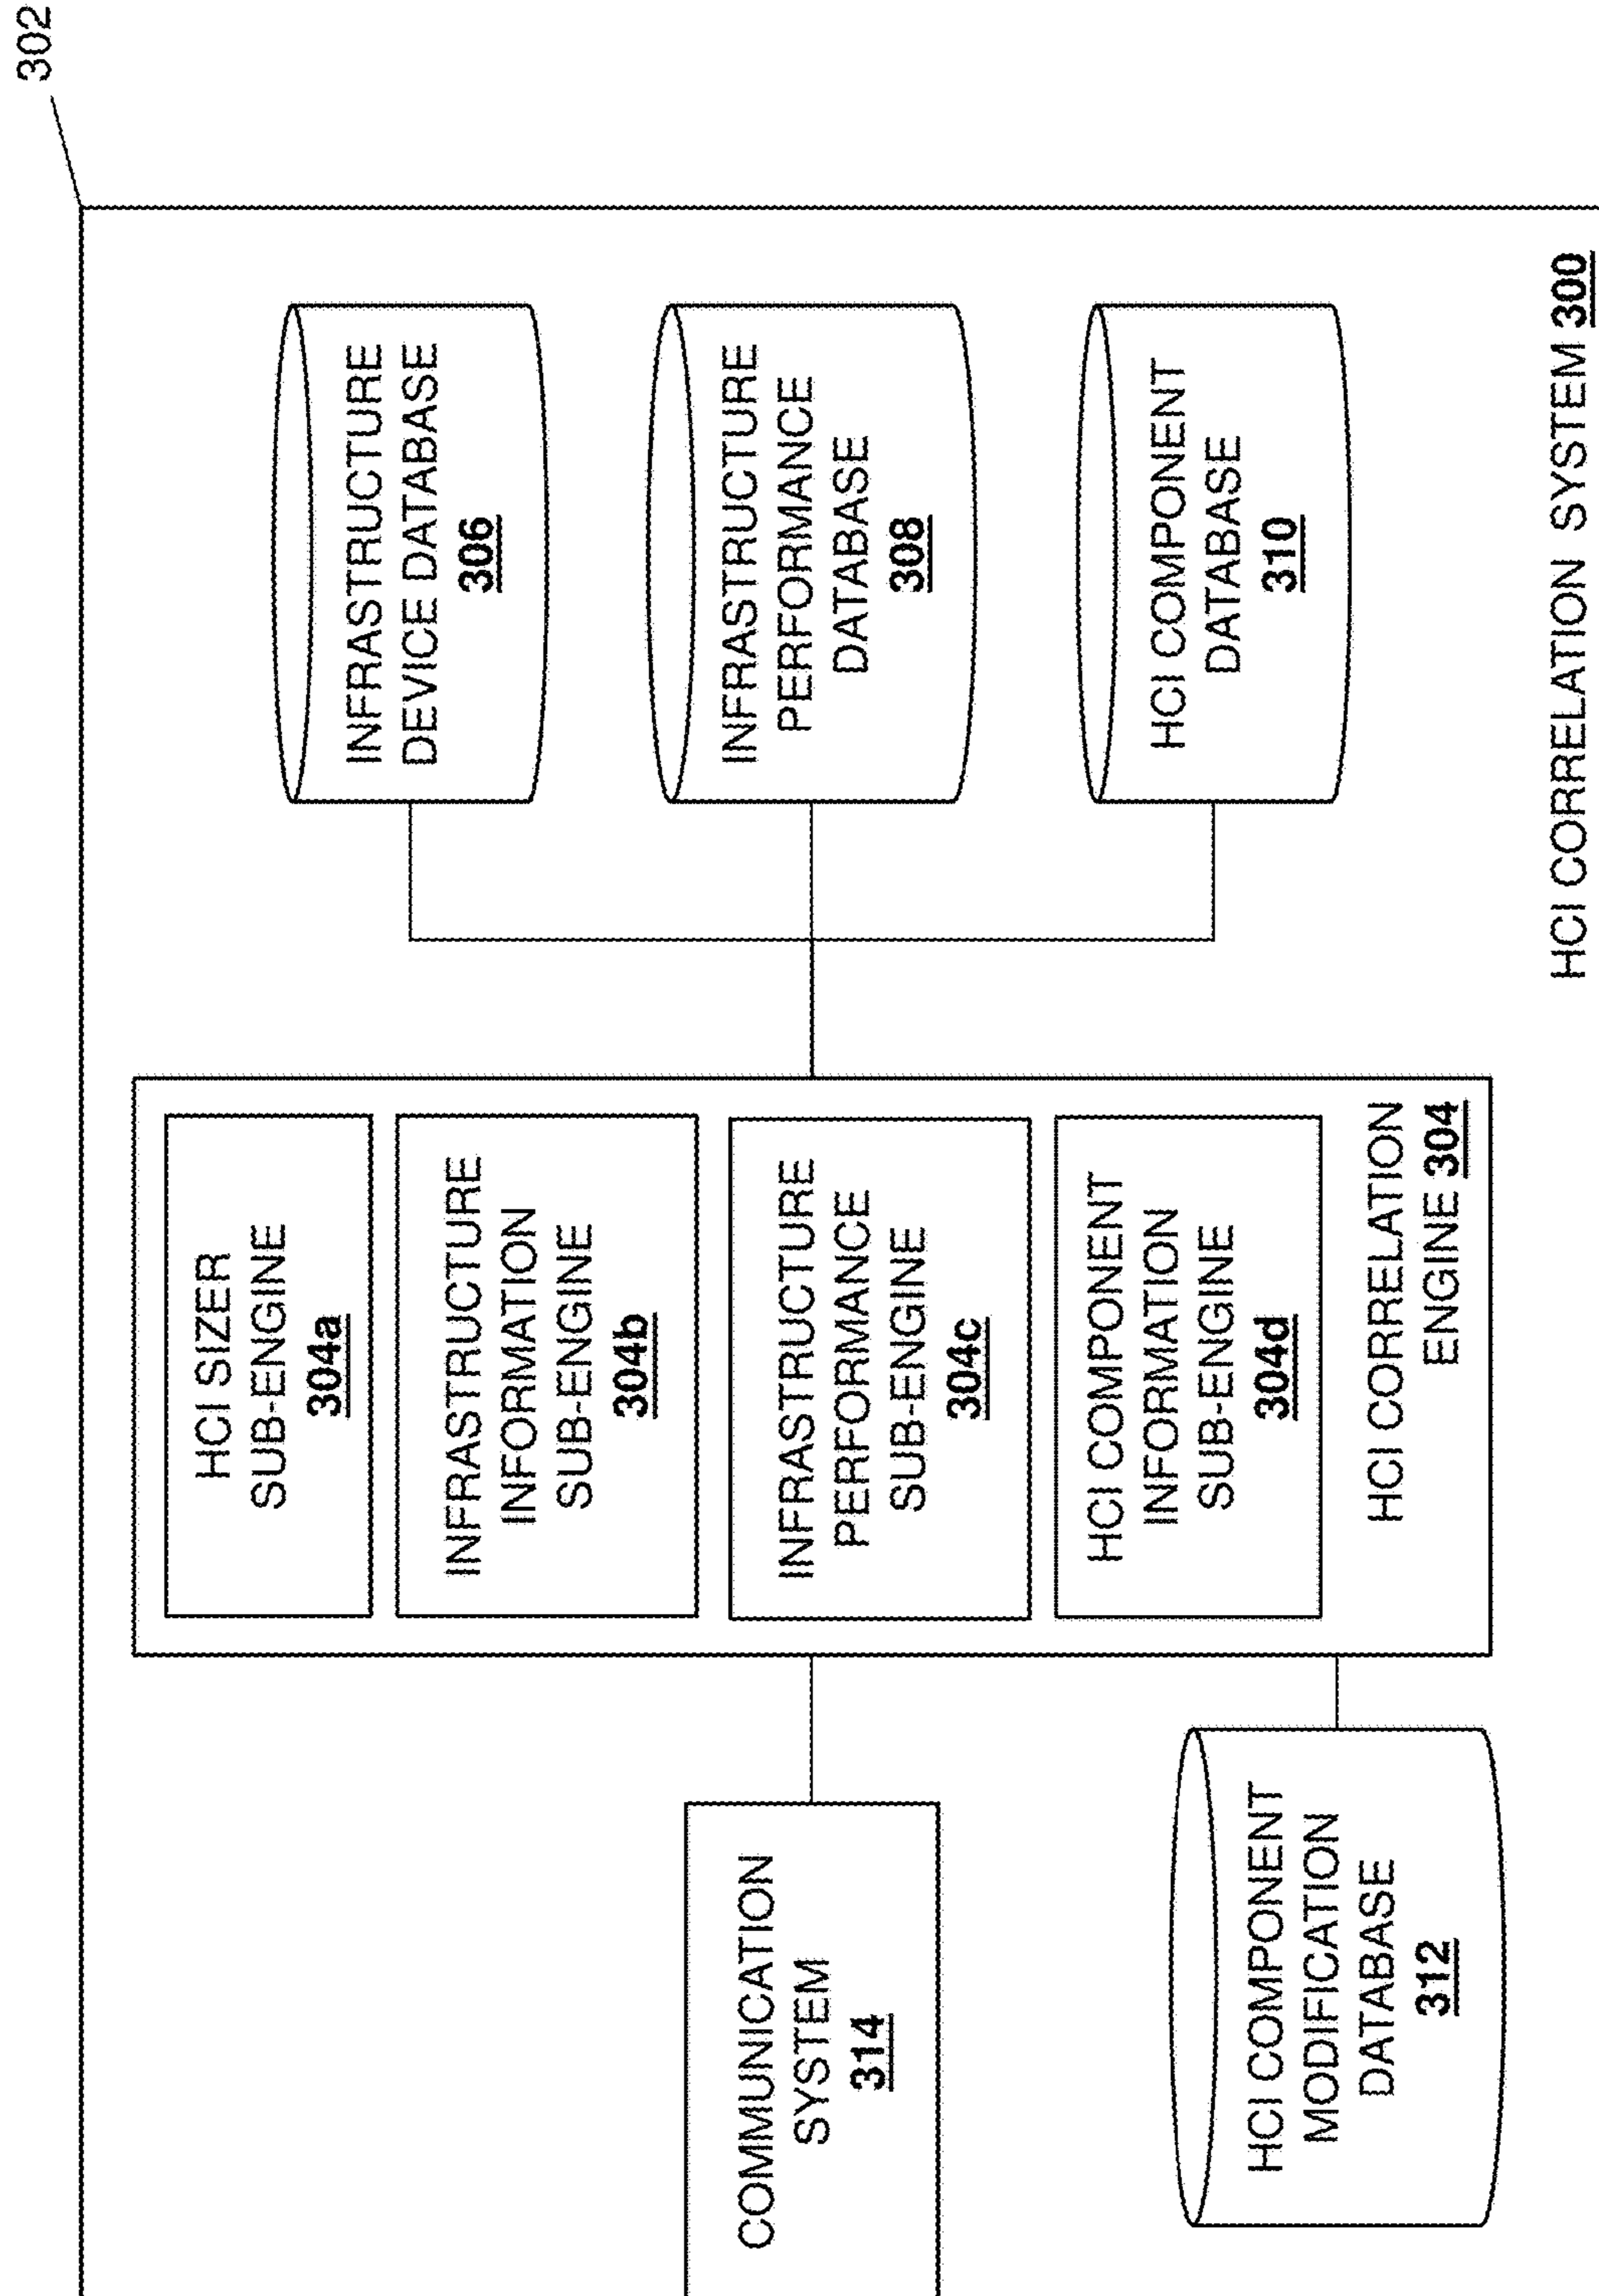 302
COMMUNICATION
SYSTEM
314
HCI COMPONENT
MODIFICATION
DATABASE
312
HCI SIZER
SUB-ENGINE
304a
INFRASTRUCTURE
INFORMATION
SUB-ENGINE
304b
INFRASTRUCTURE
PERFORMANCE
SUB-ENGINE
304c
HCI COMPONENT
INFORMATION
SUB-ENGINE
304d
HCI CORRELATION
ENGINE 304
INFRASTRUCTURE
DEVICE DATABASE
306
INFRASTRUCTURE
PERFORMANCE
DATABASE
308
HCI COMPONENT
DATABASE
310
HCI CORRELATION SYSTEM 300